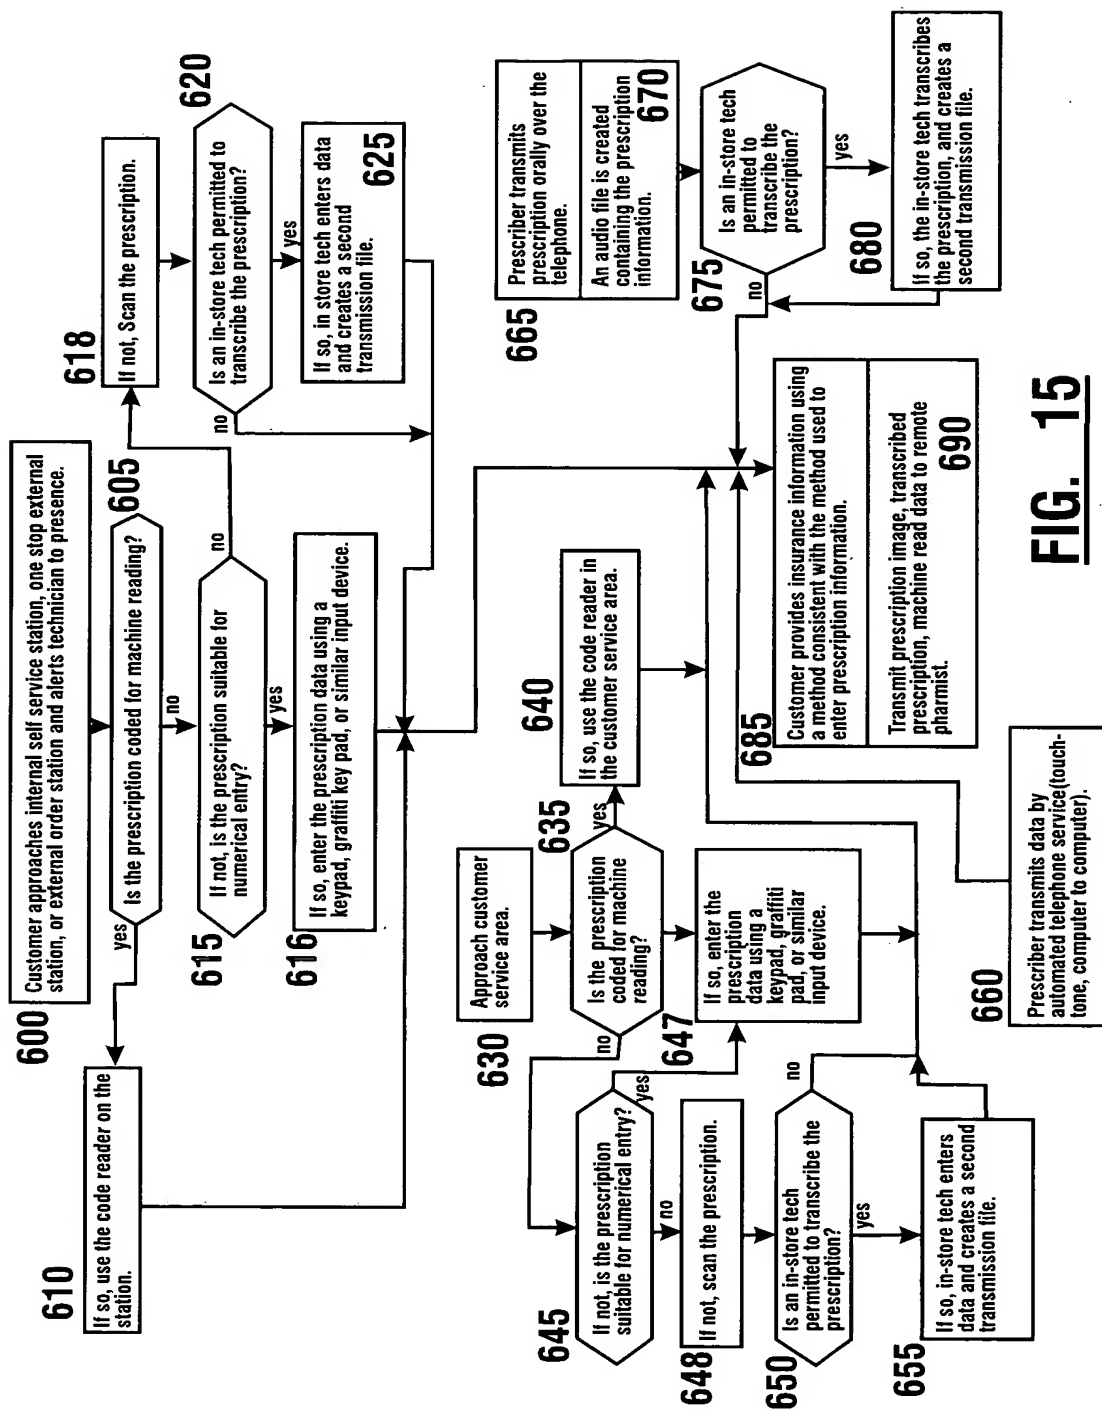 600
Customer approaches internal self service station, one stop external
station, or external order station and alerts technician to presence.
605
Is the prescription coded for machine reading?
yes
no
610
If so, use the code reader on the
station.
615
If not, is the prescription suitable for
numerical entry?
no
yes
616
If so, enter the prescription data using a
keypad, graffiti key pad, or similar input device.
618
If not, Scan the prescription.
620
Is an in-store tech permitted to
transcribe the prescription?
no
yes
If so, in store tech enters data
and creates a second
transmission file.
625
630
Approach customer
service area.
635
Is the prescription
coded for machine
reading?
yes
no
640
If so, use the code reader in
the customer service area.
645
If not, is the prescription
suitable for numerical entry?
yes
no
647
If so, enter the
prescription
data using a
keypad, graffiti
pad, or similar
input device.
648
If not, scan the prescription.
650
Is an in-store tech
permitted to transcribe the
prescription?
no
yes
655
If so, in-store tech enters
data and creates a second
transmission file.
660
Prescriber transmits data by
automated telephone service(touch-
tone, computer to computer).
665
Prescriber transmits
prescription orally over the
telephone.
An audio file is created
containing the prescription
information.
670
675
Is an in-store tech
permitted to
transcribe the
prescription?
no
yes
680
If so, the in-store tech transcribes
the prescription, and creates a
second transmission file.
685
Customer provides insurance information using
a method consistent with the method used to
enter prescription information.
Transmit prescription image, transcribed
prescription, machine read data to remote
pharmist.
690
FIG. 15